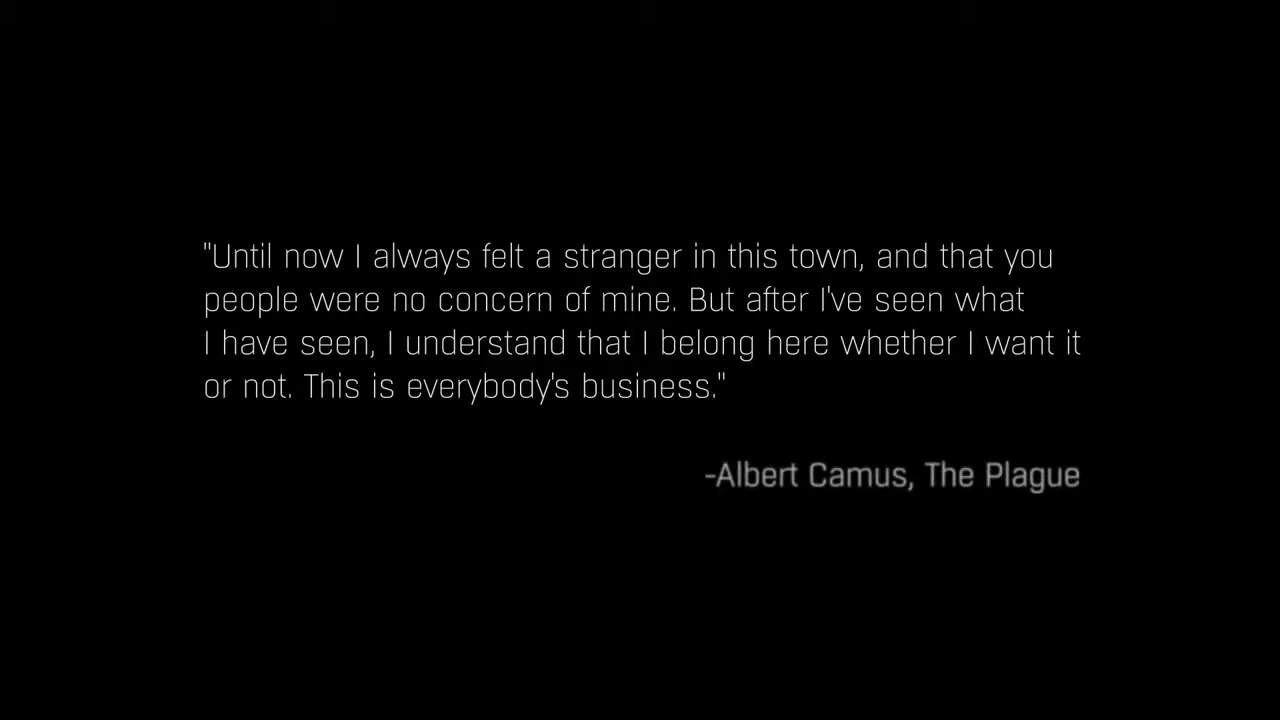 "Until now I always felt a stranger in this town, and that you
people were no concern of mine. But after I've seen what
I have seen, I understand that I belong here whether I want it
or not. This is everybody's business."
-Albert Camus, The Plague